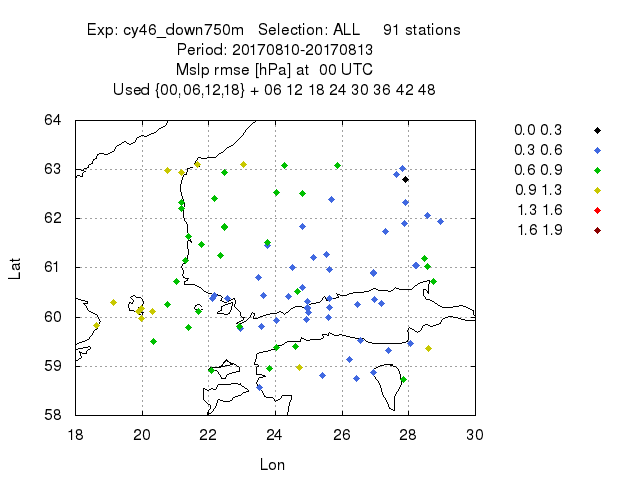 Exp: cy46_down750m   Selection: ALL     91 stations
Period: 20170810-20170813
Mslp rmse [hPa] at  00 UTC
Used {00,06,12,18} + 06 12 18 24 30 36 42 48
64
63
62
61
60
59
58
Lat
18 20 22 24 26 28 30
Lon
0.0 0.3
0.3 0.6
0.6 0.9
0.9 1.3
1.3 1.6
1.6 1.9